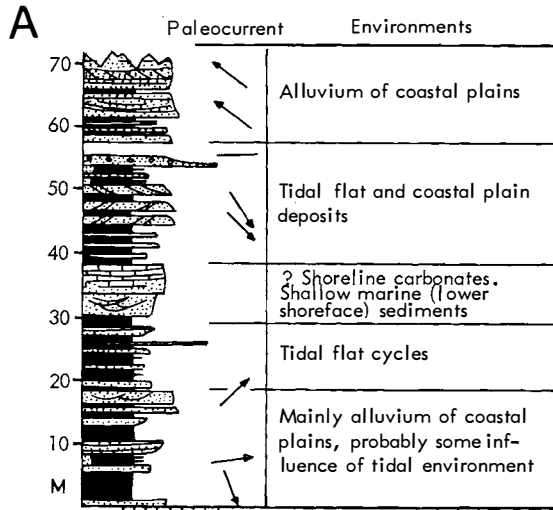 A
Paleocurrent
Environments
70
60
50
40
30
20
10
M
Alluvium of coastal plains
Tidal flat and coastal plain
deposits
? Shoreline carbonates.
Shallow marine (lower
shoreface) sediments
Tidal flat cycles
Mainly alluvium of coastal
plains, probably some inf-
luence of tidal environment